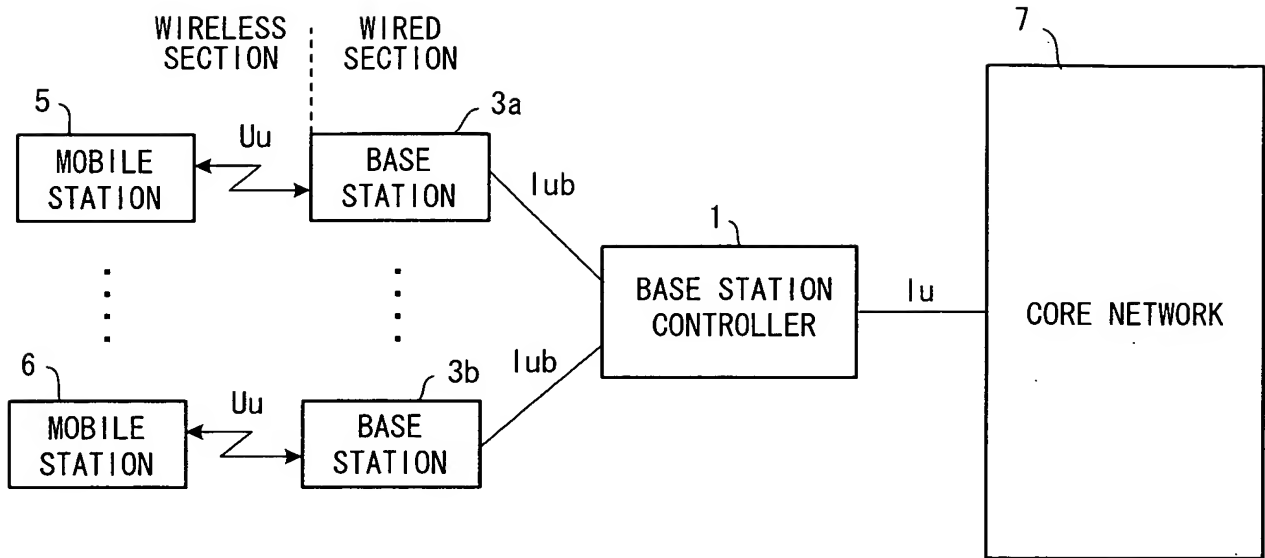 WIRELESS
SECTION
WIRED
SECTION
7
5
3a
Uu
MOBILE
STATION
BASE
STATION
Iub
1
BASE STATION
CONTROLLER
Iu
CORE NETWORK
6
Iub
3b
Uu
MOBILE
STATION
BASE
STATION